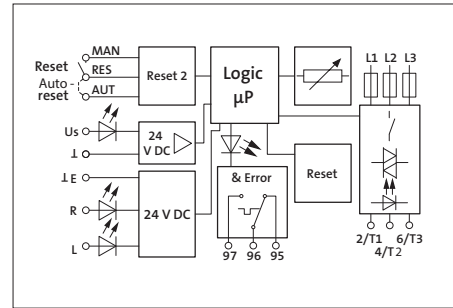 MAN
Reset
RES
Auto
reset
AUT
Reset 2
Logic
µP
L1 L2 L3
Us
⊥
24
V DC
⊥ E
R
L
24 V DC
& Error
97 96 95
Reset
2/T1 6/T3
4/T2